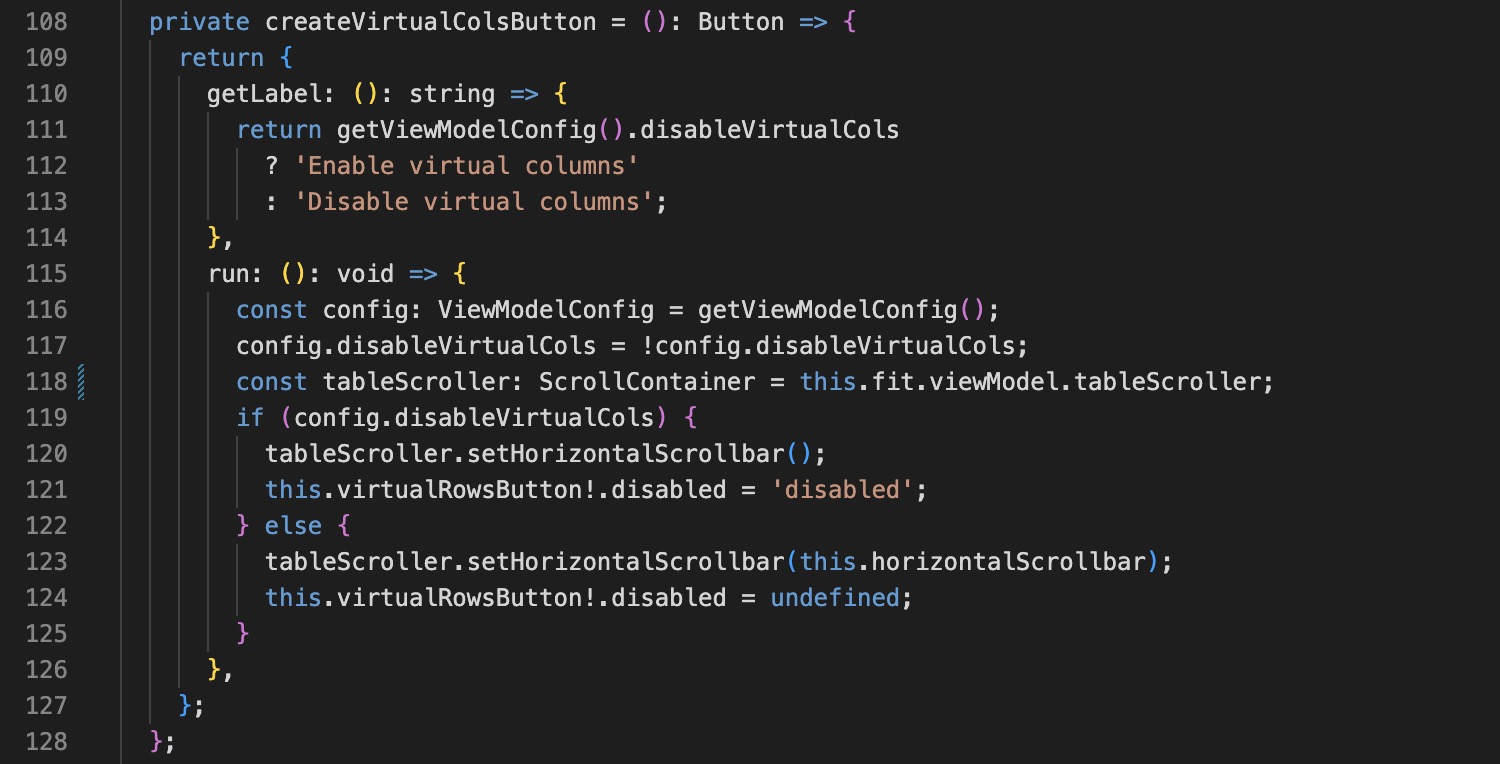 108 private createVirtualColsButton = (): Button => {
109 return {
110 getLabel: (): string => {
111 return getViewModelConfig().disableVirtualCols
112 ? 'Enable virtual columns'
113 : 'Disable virtual columns';
114 },
115 run: (): void => {
116 const config: ViewModelConfig = getViewModelConfig();
117 config.disableVirtualCols = !config.disableVirtualCols;
118 const tableScroller: ScrollContainer = this.fit.viewModel.tableScroller;
119 if (config.disableVirtualCols) {
120 tableScroller.setHorizontalScrollbar();
121 this.virtualRowsButton!.disabled = 'disabled';
122 } else {
123 tableScroller.setHorizontalScrollbar(this.horizontalScrollbar);
124 this.virtualRowsButton!.disabled = undefined;
125 }
126 },
127 };
128 };